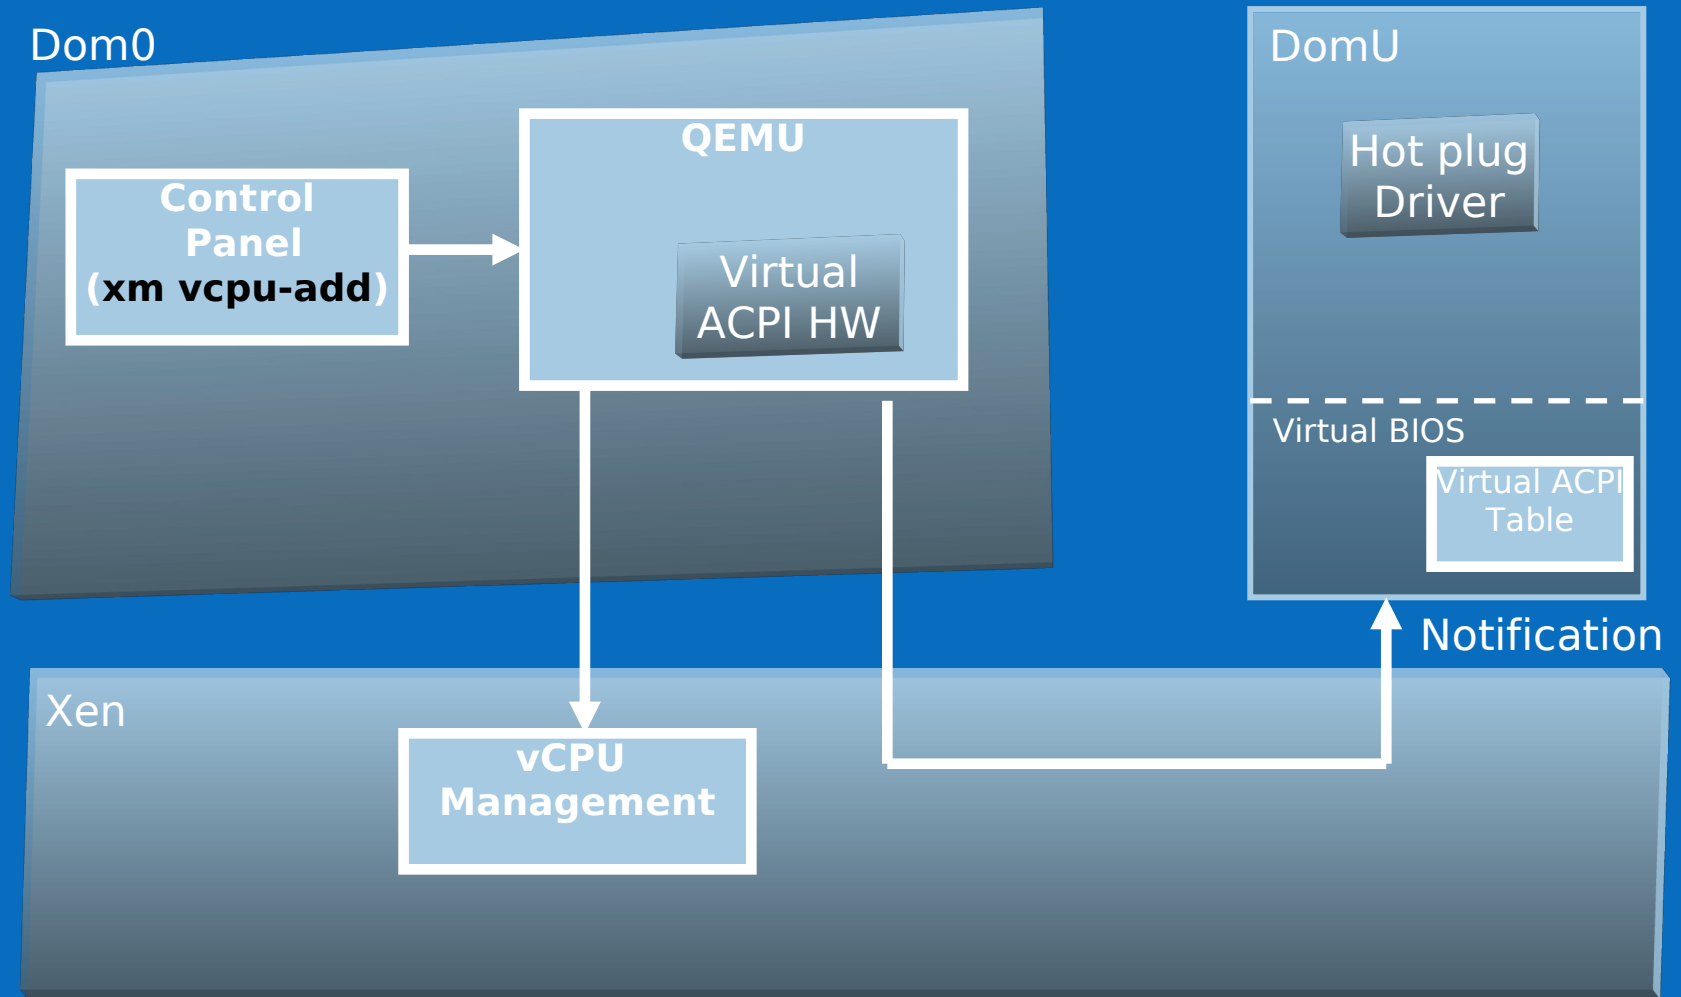 Dom0
Control
Panel
(xm vcpu-add)
QEMU
Virtual
ACPI HW
DomU
Hot plug
Driver
Virtual BIOS
Virtual ACPI
Table
Notification
Xen
vCPU
Management